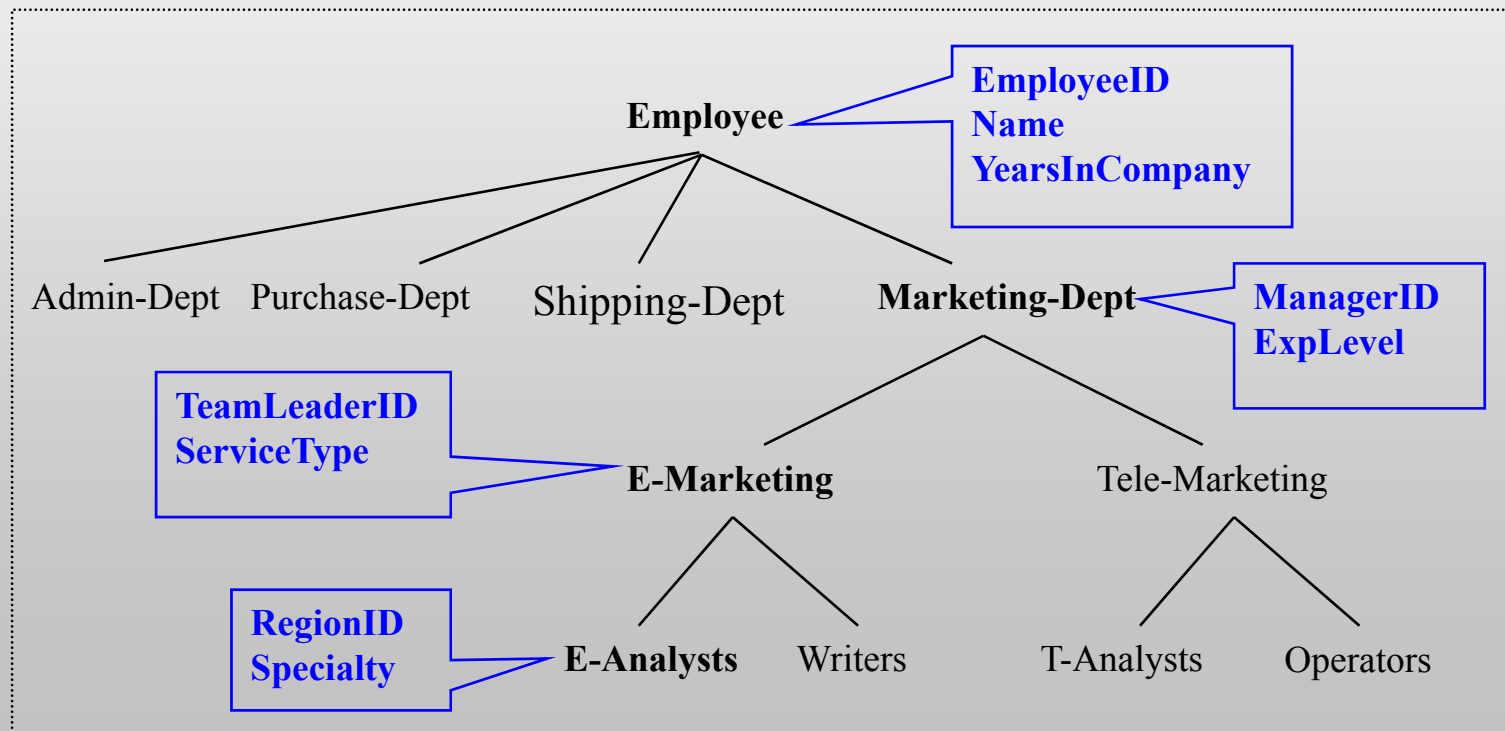 EmployeeID
Name
YearsInCompany
Employee
Admin-Dept Purchase-Dept Shipping-Dept Marketing-Dept
ManagerID
ExpLevel
TeamLeaderID
ServiceType
E-Marketing Tele-Marketing
RegionID
Specialty
E-Analysts Writers T-Analysts Operators